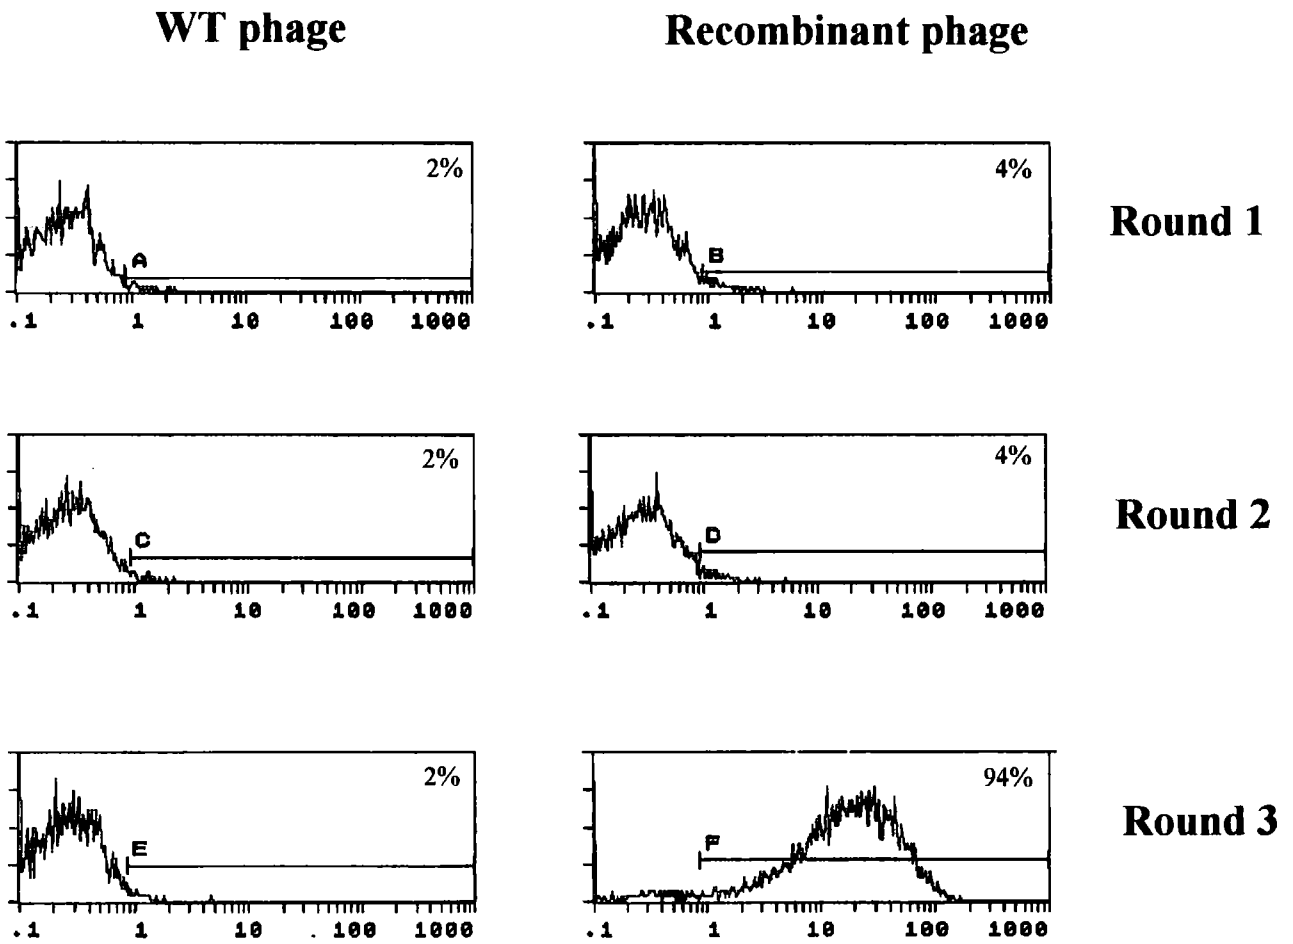 WT phage Recombinant phage
2% 4%
A B
Round 1
.1 1 10 100 1000 .1 1 10 100 1000
2% 4%
C D
Round 2
.1 1 10 100 1000 .1 1 10 100 1000
2% 94%
E F
Round 3
.1 1 10 100 1000 .1 1 10 100 1000